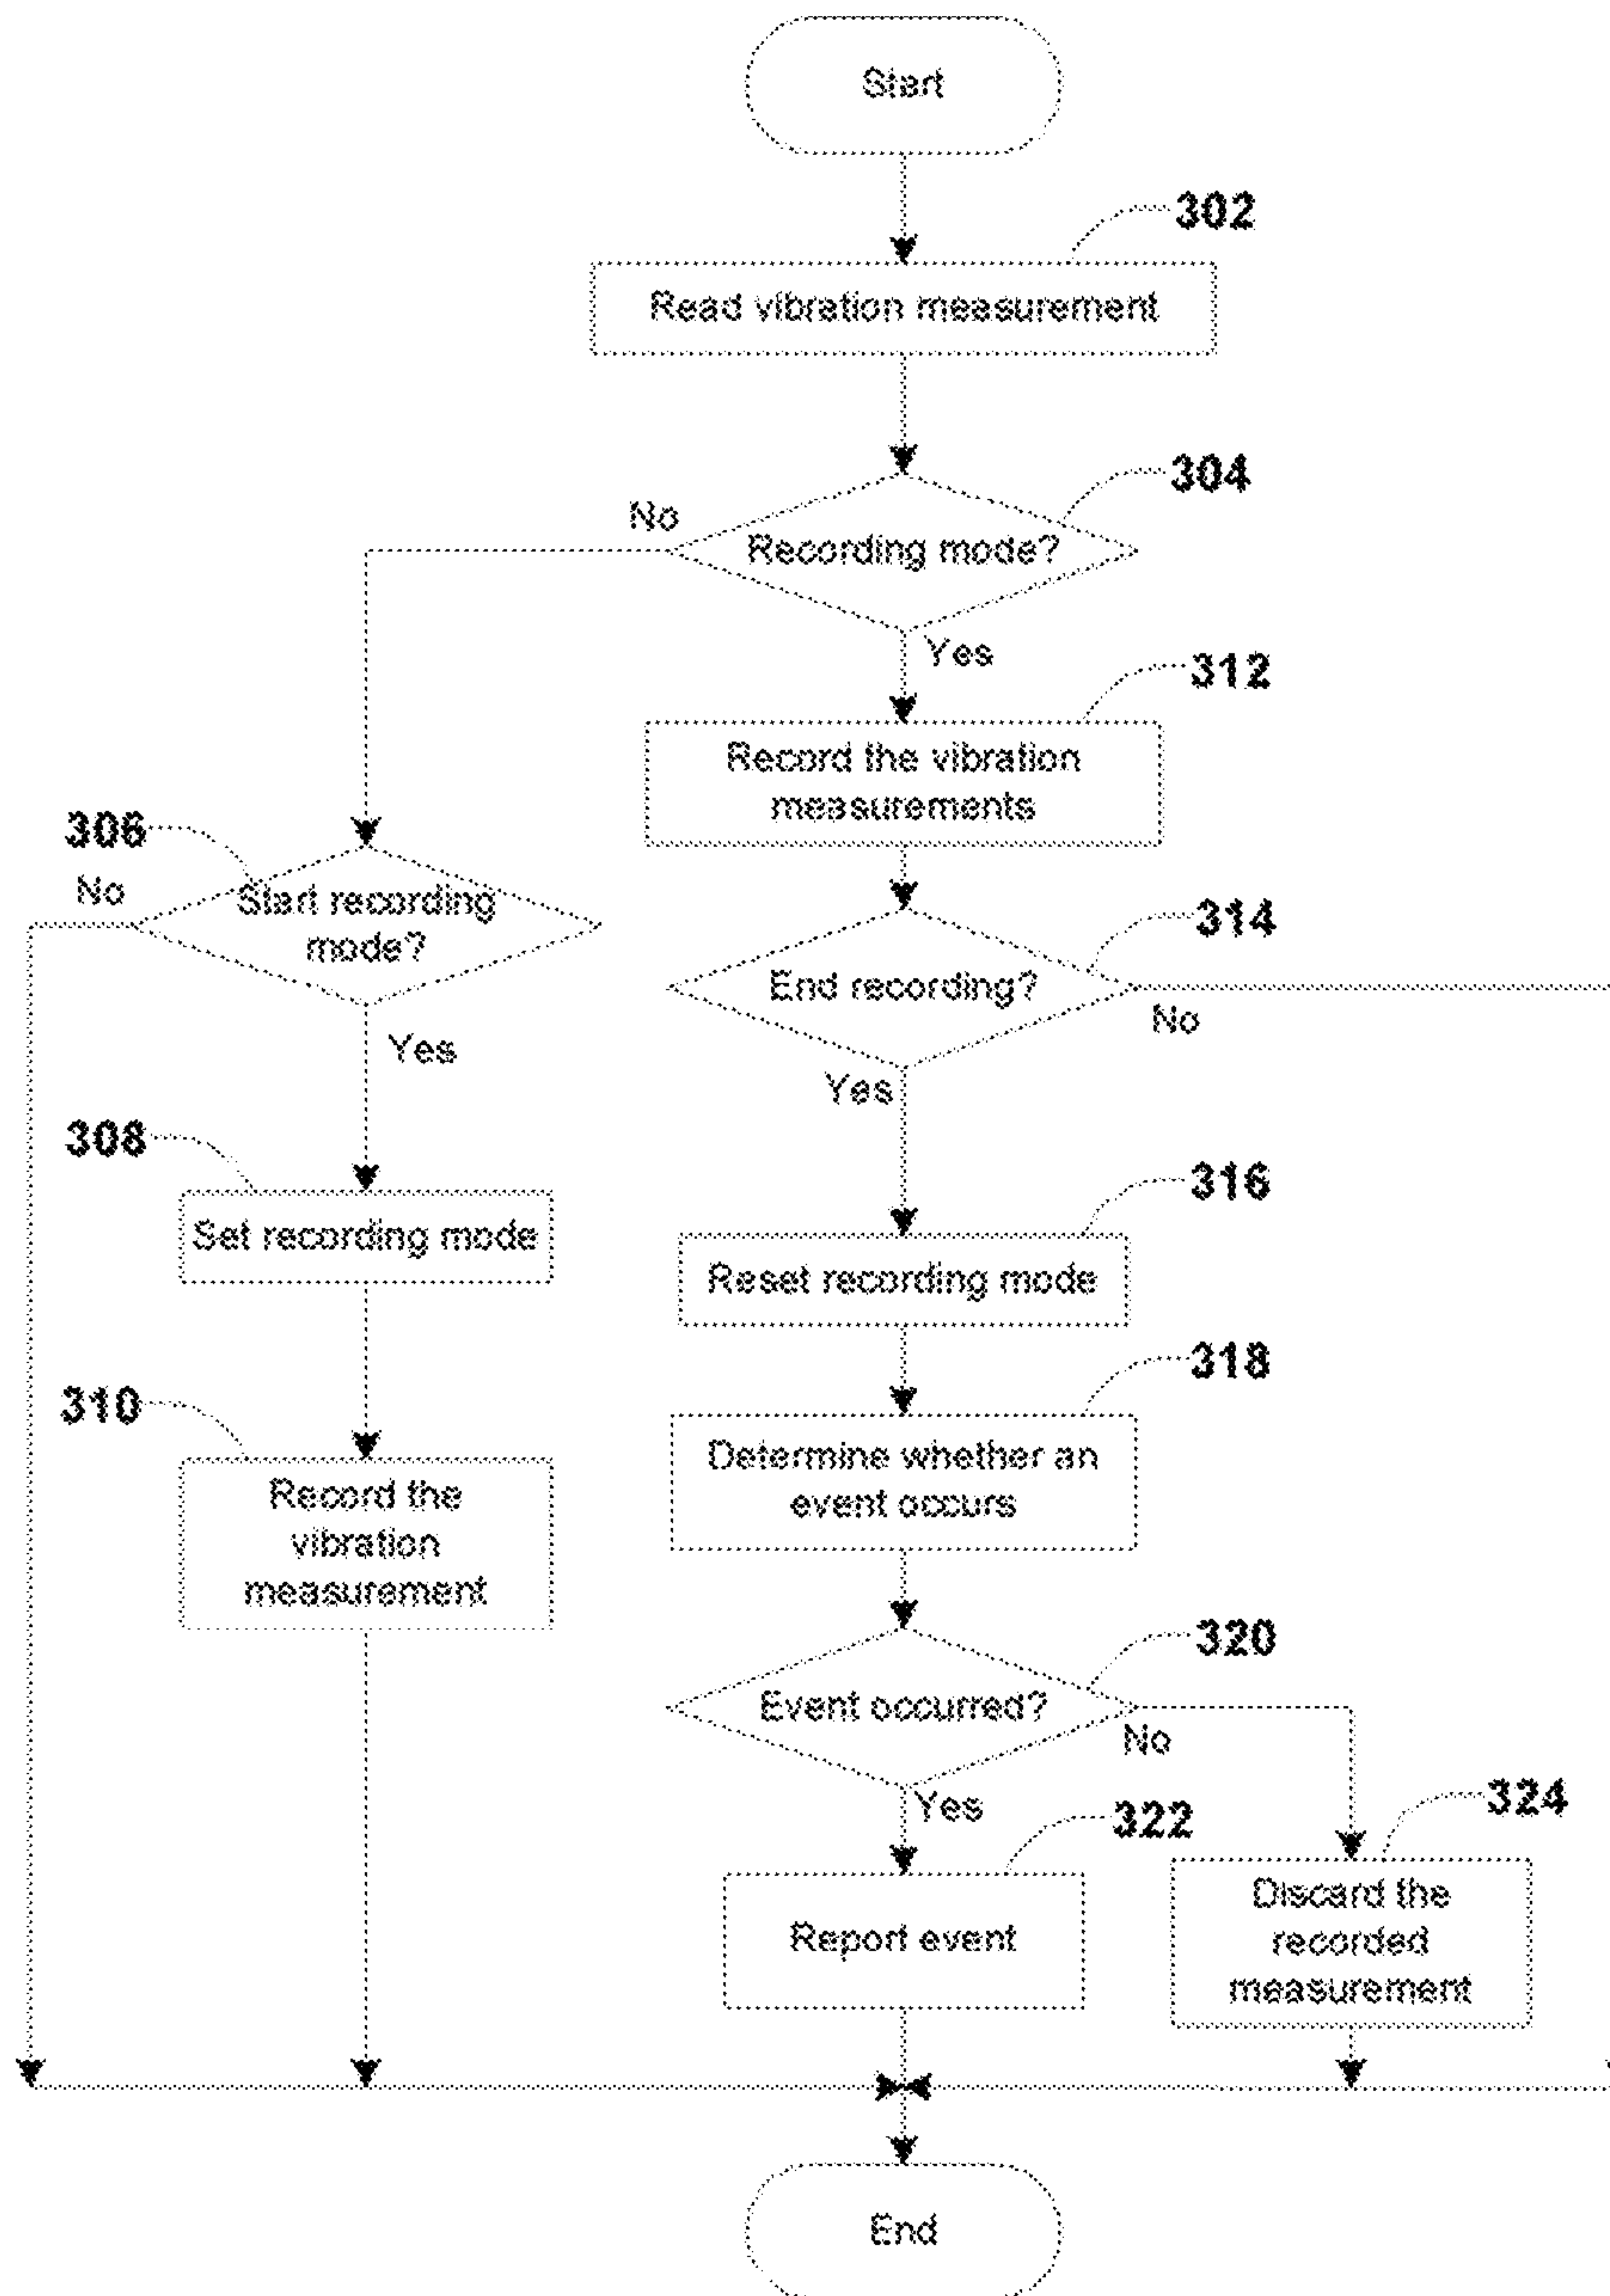 Start
302
Read vibration measurement
304
No
Recording mode?
Yes
312
Record the vibration
measurements
306
No
Start recording
mode?
314
End recording?
No
Yes
Yes
308
Set recording mode
316
Reset recording mode
318
310
Determine whether an
event occurs
Record the
vibration
measurement
320
Event occurred?
No
Yes
322
324
Report event
Discard the
recorded
measurement
End